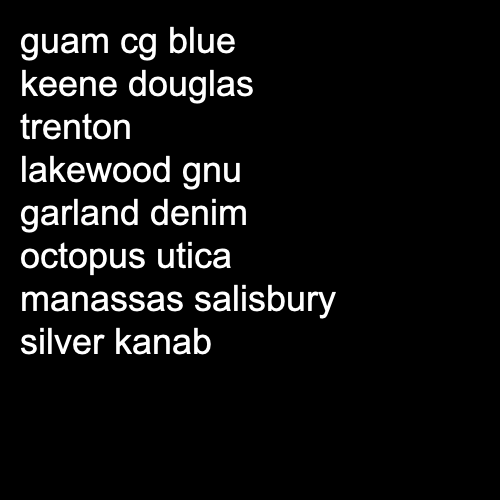 guam cg blue
keene douglas
trenton
lakewood gnu
garland denim
octopus utica
manassas salisbury
silver kanab